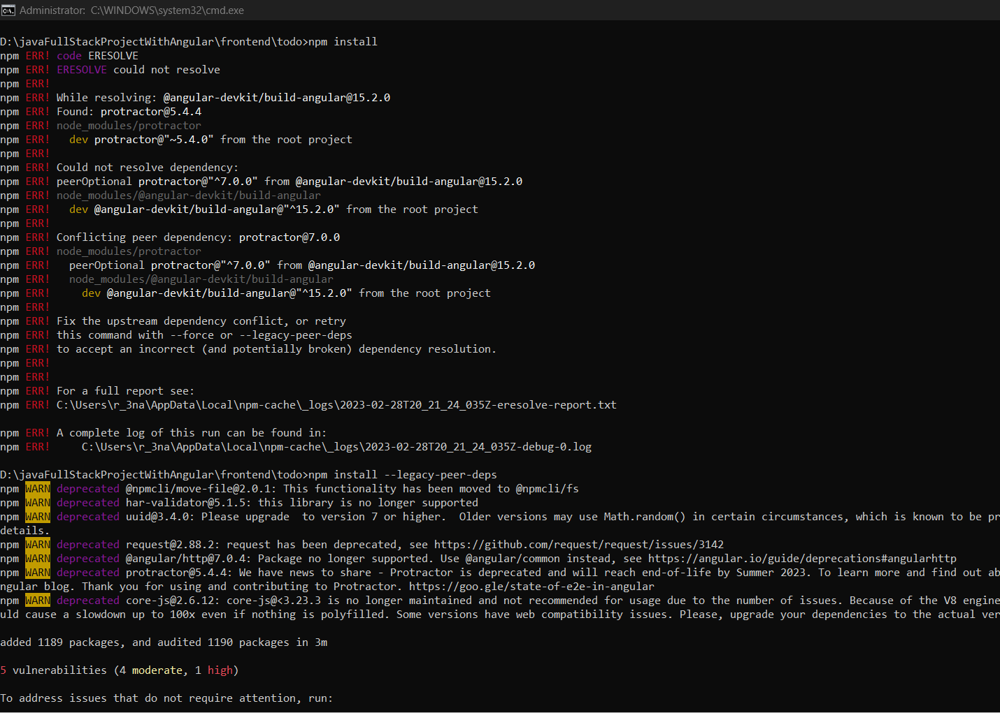 Administrator: C:\WINDOWS\system32\cmd.exe
D:\javaFullStackProjectWithAngular\frontend\todo>npm install
npm ERR! code ERESOLVE
npm ERR! ERESOLVE could not resolve
npm ERR!
npm ERR! While resolving: @angular-devkit/build-angular@15.2.0
npm ERR! Found: protractor@5.4.4
npm ERR! node_modules/protractor
npm ERR!   dev protractor@"~5.4.0" from the root project
npm ERR!
npm ERR! Could not resolve dependency:
npm ERR! peerOptional protractor@"^7.0.0" from @angular-devkit/build-angular@15.2.0
npm ERR! node_modules/@angular-devkit/build-angular
npm ERR!   dev @angular-devkit/build-angular@"^15.2.0" from the root project
npm ERR!
npm ERR! Conflicting peer dependency: protractor@7.0.0
npm ERR! node_modules/protractor
npm ERR!   peerOptional protractor@"^7.0.0" from @angular-devkit/build-angular@15.2.0
npm ERR!   node_modules/@angular-devkit/build-angular
npm ERR!     dev @angular-devkit/build-angular@"^15.2.0" from the root project
npm ERR!
npm ERR! Fix the upstream dependency conflict, or retry
npm ERR! this command with --force or --legacy-peer-deps
npm ERR! to accept an incorrect (and potentially broken) dependency resolution.
npm ERR!
npm ERR!
npm ERR! For a full report see:
npm ERR! C:\Users\r_3na\AppData\Local\npm-cache\_logs\2023-02-28T20_21_24_035Z-eresolve-report.txt
npm ERR! A complete log of this run can be found in:
npm ERR!     C:\Users\r_3na\AppData\Local\npm-cache\_logs\2023-02-28T20_21_24_035Z-debug-0.log
D:\javaFullStackProjectWithAngular\frontend\todo>npm install --legacy-peer-deps
npm WARN deprecated @npmcli/move-file@2.0.1: This functionality has been moved to @npmcli/fs
npm WARN deprecated har-validator@5.1.5: this library is no longer supported
npm WARN deprecated uuid@3.4.0: Please upgrade  to version 7 or higher.  Older versions may use Math.random() in certain circumstances, which is known to be pr
details.
npm WARN deprecated request@2.88.2: request has been deprecated, see https://github.com/request/request/issues/3142
npm WARN deprecated @angular/http@7.0.4: Package no longer supported. Use @angular/common instead, see https://angular.io/guide/deprecations#angularhttp
npm WARN deprecated protractor@5.4.4: We have news to share - Protractor is deprecated and will reach end-of-life by Summer 2023. To learn more and find out ab
ngular blog. Thank you for using and contributing to Protractor. https://goo.gle/state-of-e2e-in-angular
npm WARN deprecated core-js@2.6.12: core-js@<3.23.3 is no longer maintained and not recommended for usage due to the number of issues. Because of the V8 engine
uld cause a slowdown up to 100x even if nothing is polyfilled. Some versions have web compatibility issues. Please, upgrade your dependencies to the actual ver
added 1189 packages, and audited 1190 packages in 3m
5 vulnerabilities (4 moderate, 1 high)
To address issues that do not require attention, run: